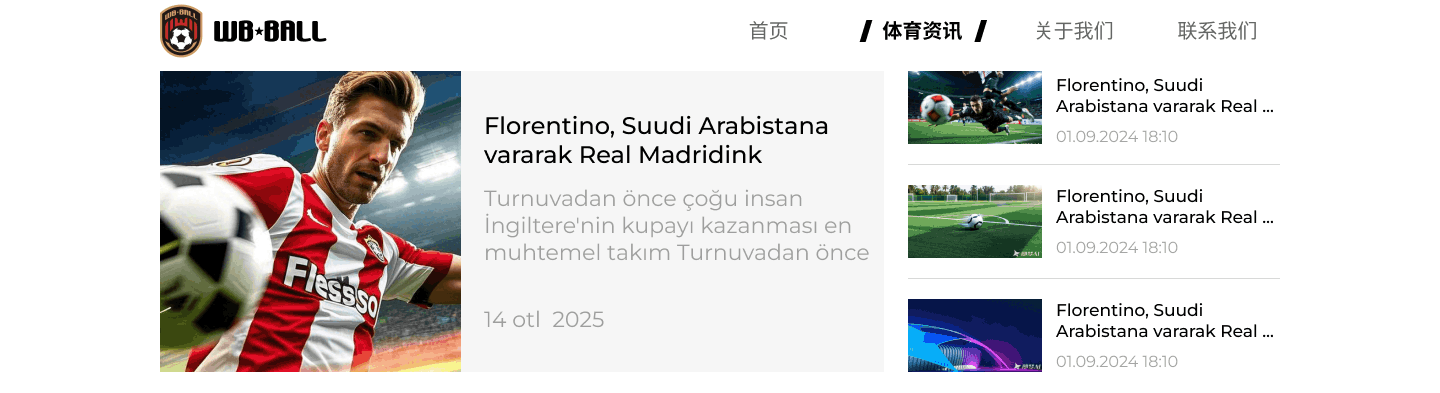 WB-BALL
WB★BALL
首页
体育资讯
关于我们
联系我们
Florentino, Suudi Arabistana
vararak Real Madridink
Turnuvadan önce çoğu insan
İngiltere'nin kupayı kazanması en
muhtemel takım Turnuvadan önce
14 otl 2025
Flessso
Florentino, Suudi
Arabistana vararak Real ...
01.09.2024 18:10
Florentino, Suudi
Arabistana vararak Real ...
01.09.2024 18:10
Florentino, Suudi
Arabistana vararak Real ...
01.09.2024 18:10